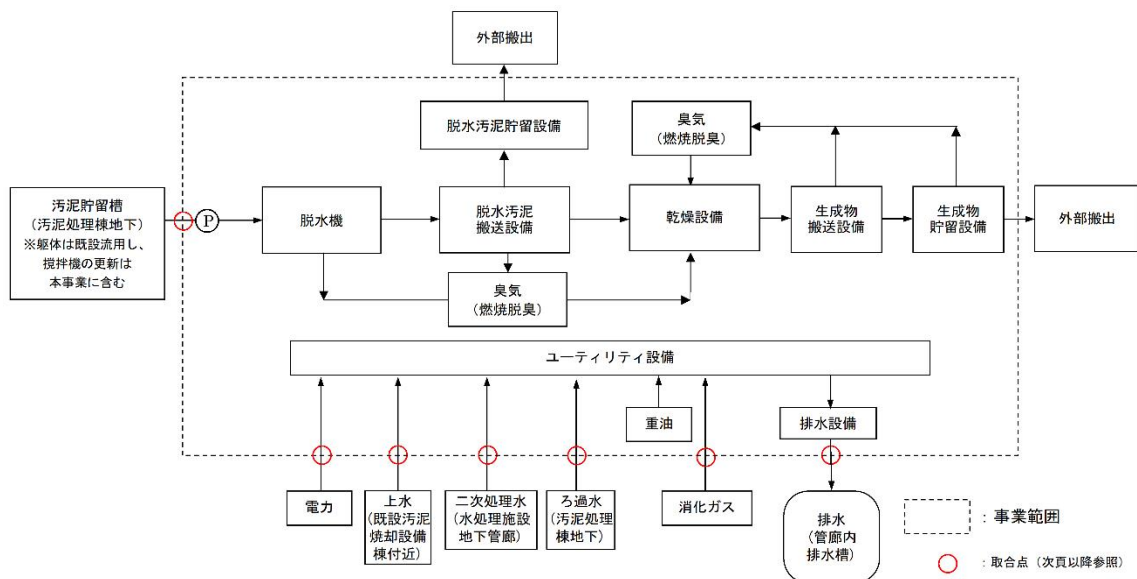 外部搬出
脱水汚泥貯留設備
臭気
(燃焼脱臭)
汚泥貯留槽
(汚泥処理棟地下)
※躯体は既設流用し、
撹拌機の更新は
本事業に含む
P
脱水機
脱水汚泥
搬送設備
乾燥設備
生成物
搬送設備
生成物
貯留設備
外部搬出
臭気
(燃焼脱臭)
ユーティリティ設備
重油
排水設備
電力
上水
(既設汚泥
焼却設備
棟付近)
二次処理水
(水処理施設
地下管廊)
ろ過水
(汚泥処理
棟地下)
消化ガス
排水
(管廊内
排水槽)
:事業範囲
:取合点(次頁以降参照)